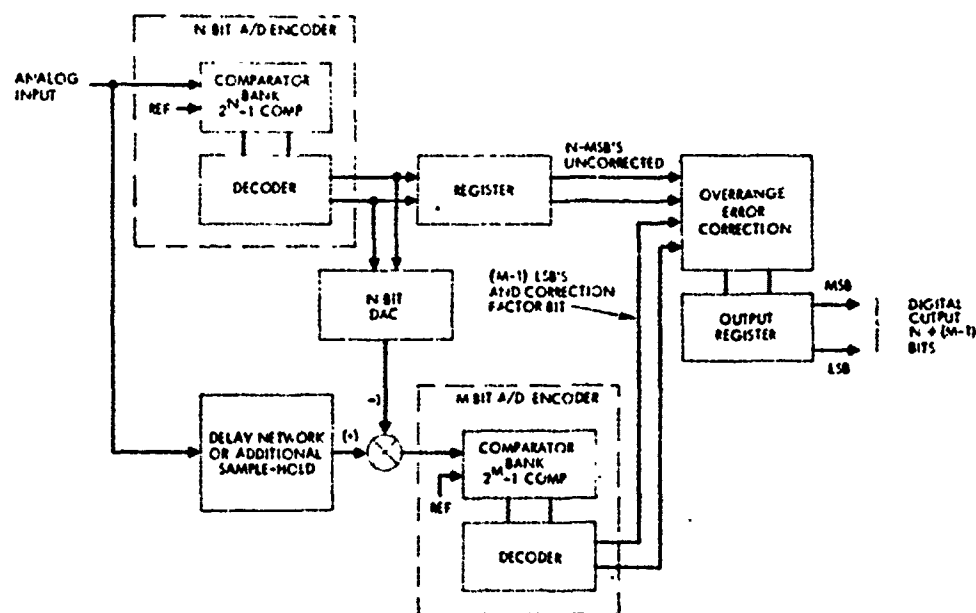 N BIT A/D ENCODER
ANALOG
INPUT
COMPARATOR
BANK
2^N-1 COMP
REF
DECODER
REGISTER
N-MSB'S
UNCORRECTED
OVERRANGE
ERROR
CORRECTION
N BIT
DAC
(M-1) LSB'S
AND CORRECTION
FACTOR BIT
MSB
OUTPUT
REGISTER
LSB
DIGITAL
OUTPUT
N + (M-1)
BITS
DELAY NETWORK
OR ADDITIONAL
SAMPLE-HOLD
(+)
-)
M BIT A/D ENCODER
COMPARATOR
BANK
2^M-1 COMP
REF
DECODER